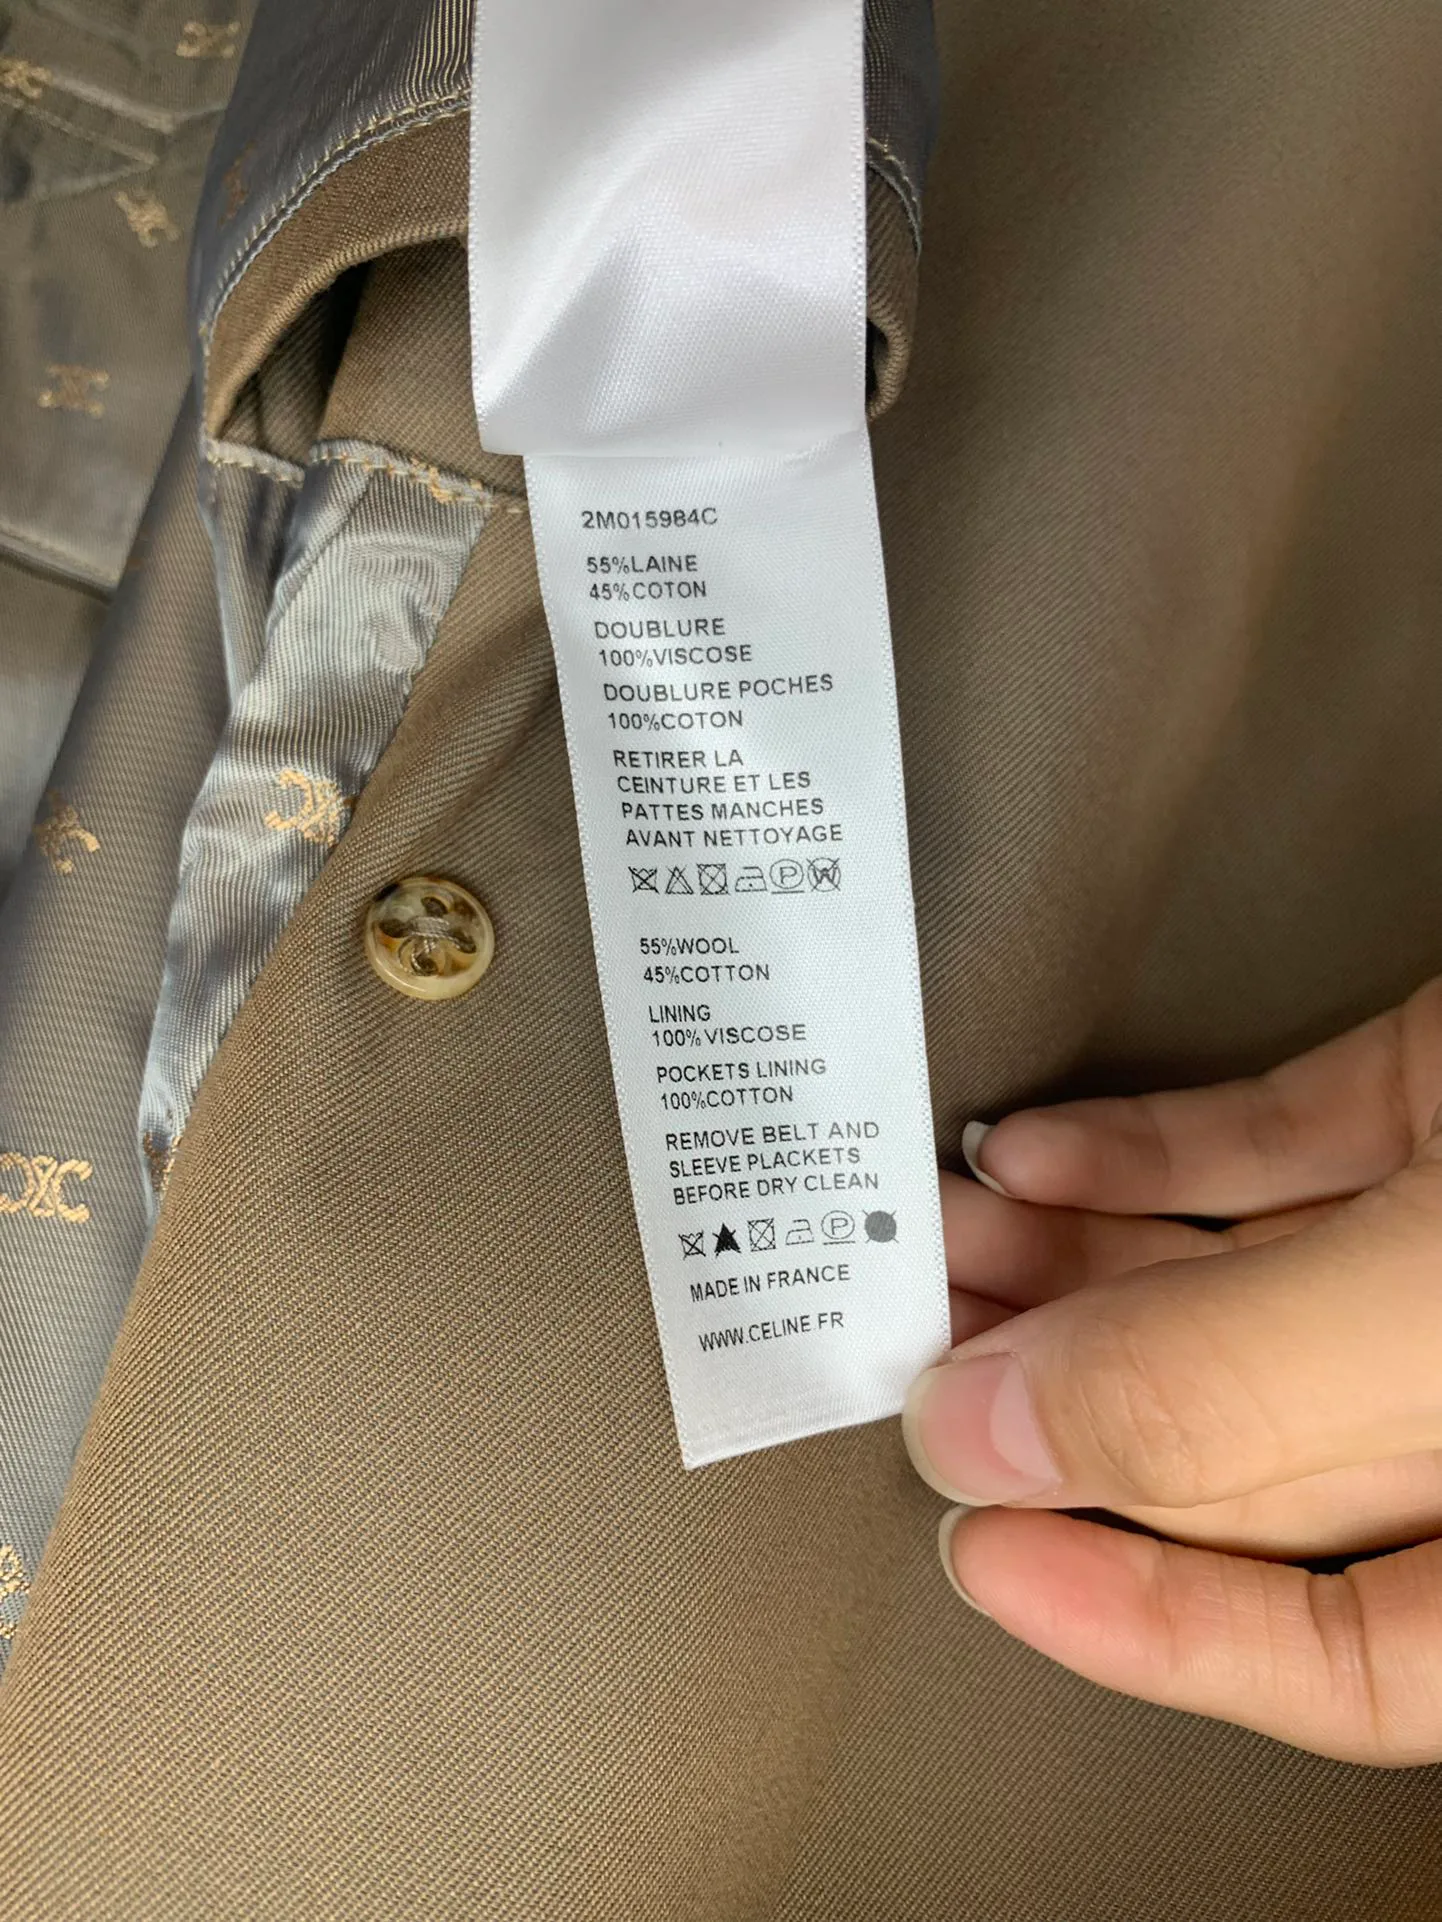 2M015984C
55%LAINE
45%COTON
DOUBLURE
100%VISCOSE
DOUBLURE POCHES
100%COTON
RETIRER LA
CEINTURE ET LES
PATTES MANCHES
AVANT NETTOYAGE
P W
55%WOOL
45%COTTON
LINING
100%VISCOSE
POCKETS LINING
100%COTTON
REMOVE BELT AND
SLEEVE PLACKETS
BEFORE DRY CLEAN
P
MADE IN FRANCE
WWW.CELINE.FR